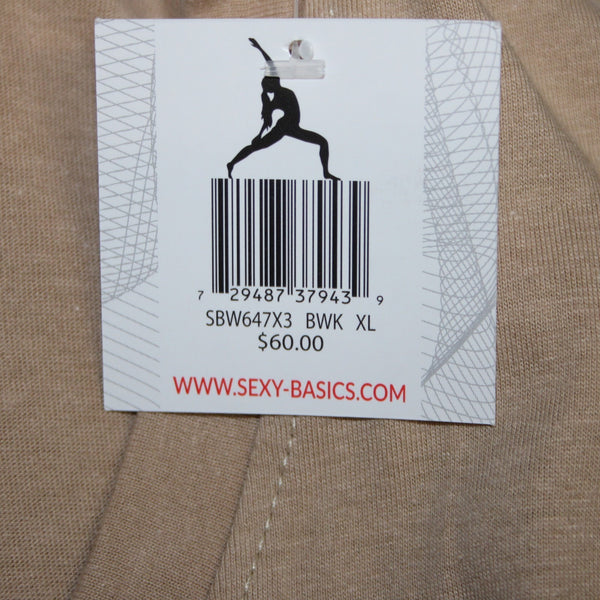 7 29487 37943 9
SBW647X3 BWK XL
$60.00
WWW.SEXY-BASICS.COM